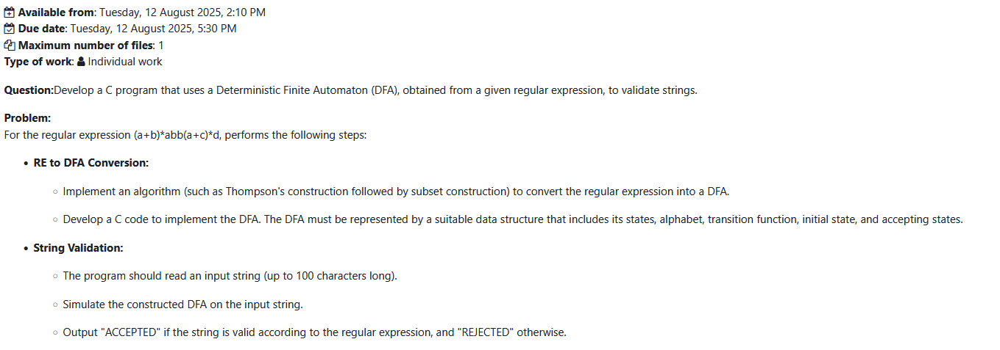 Available from: Tuesday, 12 August 2025, 2:10 PM
Due date: Tuesday, 12 August 2025, 5:30 PM
Maximum number of files: 1
Type of work: Individual work
Question:Develop a C program that uses a Deterministic Finite Automaton (DFA), obtained from a given regular expression, to validate strings.
Problem:
For the regular expression (a+b)*abb(a+c)*d, performs the following steps:
• RE to DFA Conversion:
○ Implement an algorithm (such as Thompson's construction followed by subset construction) to convert the regular expression into a DFA.
○ Develop a C code to implement the DFA. The DFA must be represented by a suitable data structure that includes its states, alphabet, transition function, initial state, and accepting states.
• String Validation:
○ The program should read an input string (up to 100 characters long).
○ Simulate the constructed DFA on the input string.
○ Output "ACCEPTED" if the string is valid according to the regular expression, and "REJECTED" otherwise.